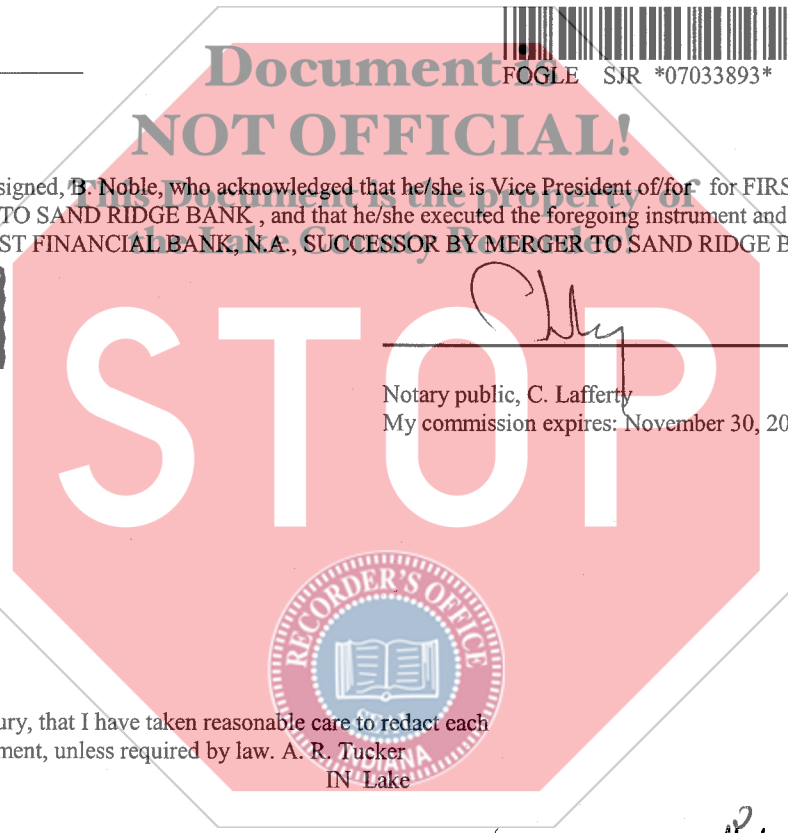 Document is
FOGLE SJR *07033893*
NOT OFFICIAL!
signed, B. Noble, who acknowledged that he/she is Vice President of/for for FIRS
This Document is the property of
TO SAND RIDGE BANK , and that he/she executed the foregoing instrument and
the Lake County Recorder!
ST FINANCIAL BANK, N.A., SUCCESSOR BY MERGER TO SAND RIDGE B
STOP
Notary public, C. Lafferty
My commission expires: November 30, 20
RECORDER'S OFFICE
SEAL
INDIANA
ury, that I have taken reasonable care to redact each
ment, unless required by law. A. R. Tucker
IN Lake